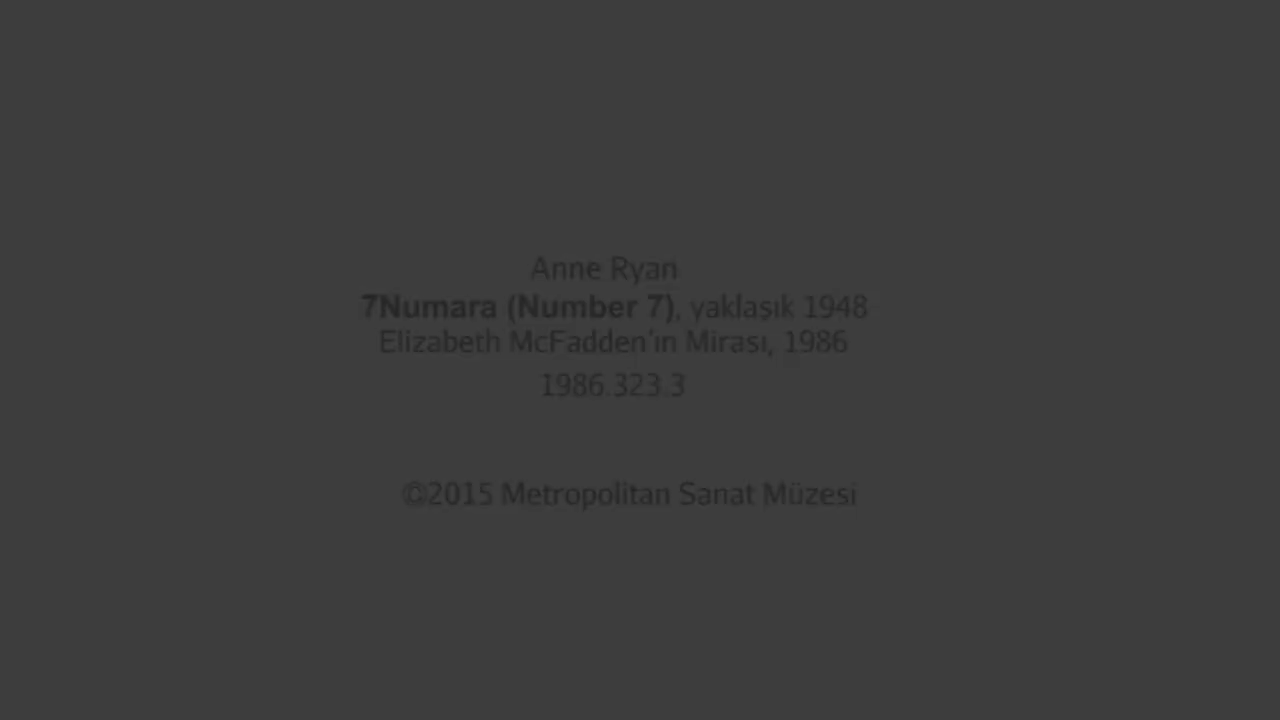 Anne Ryan
7Numara (Number 7), yaklaşık 1948
Elizabeth McFadden'ın Mirası, 1986
1986.323.3
©2015 Metropolitan Sanat Müzesi